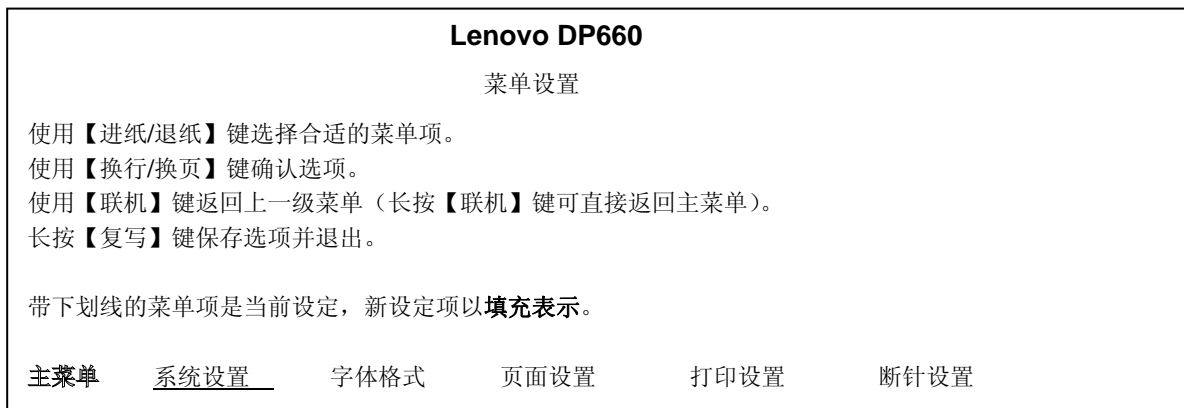 Lenovo DP660
菜单设置
使用【进纸/退纸】键选择合适的菜单项。
使用【换行/换页】键确认选项。
使用【联机】键返回上一级菜单（长按【联机】键可直接返回主菜单）。
长按【复写】键保存选项并退出。
带下划线的菜单项是当前设定，新设定项以填充表示。
主菜单 系统设置 字体格式 页面设置 打印设置 断针设置